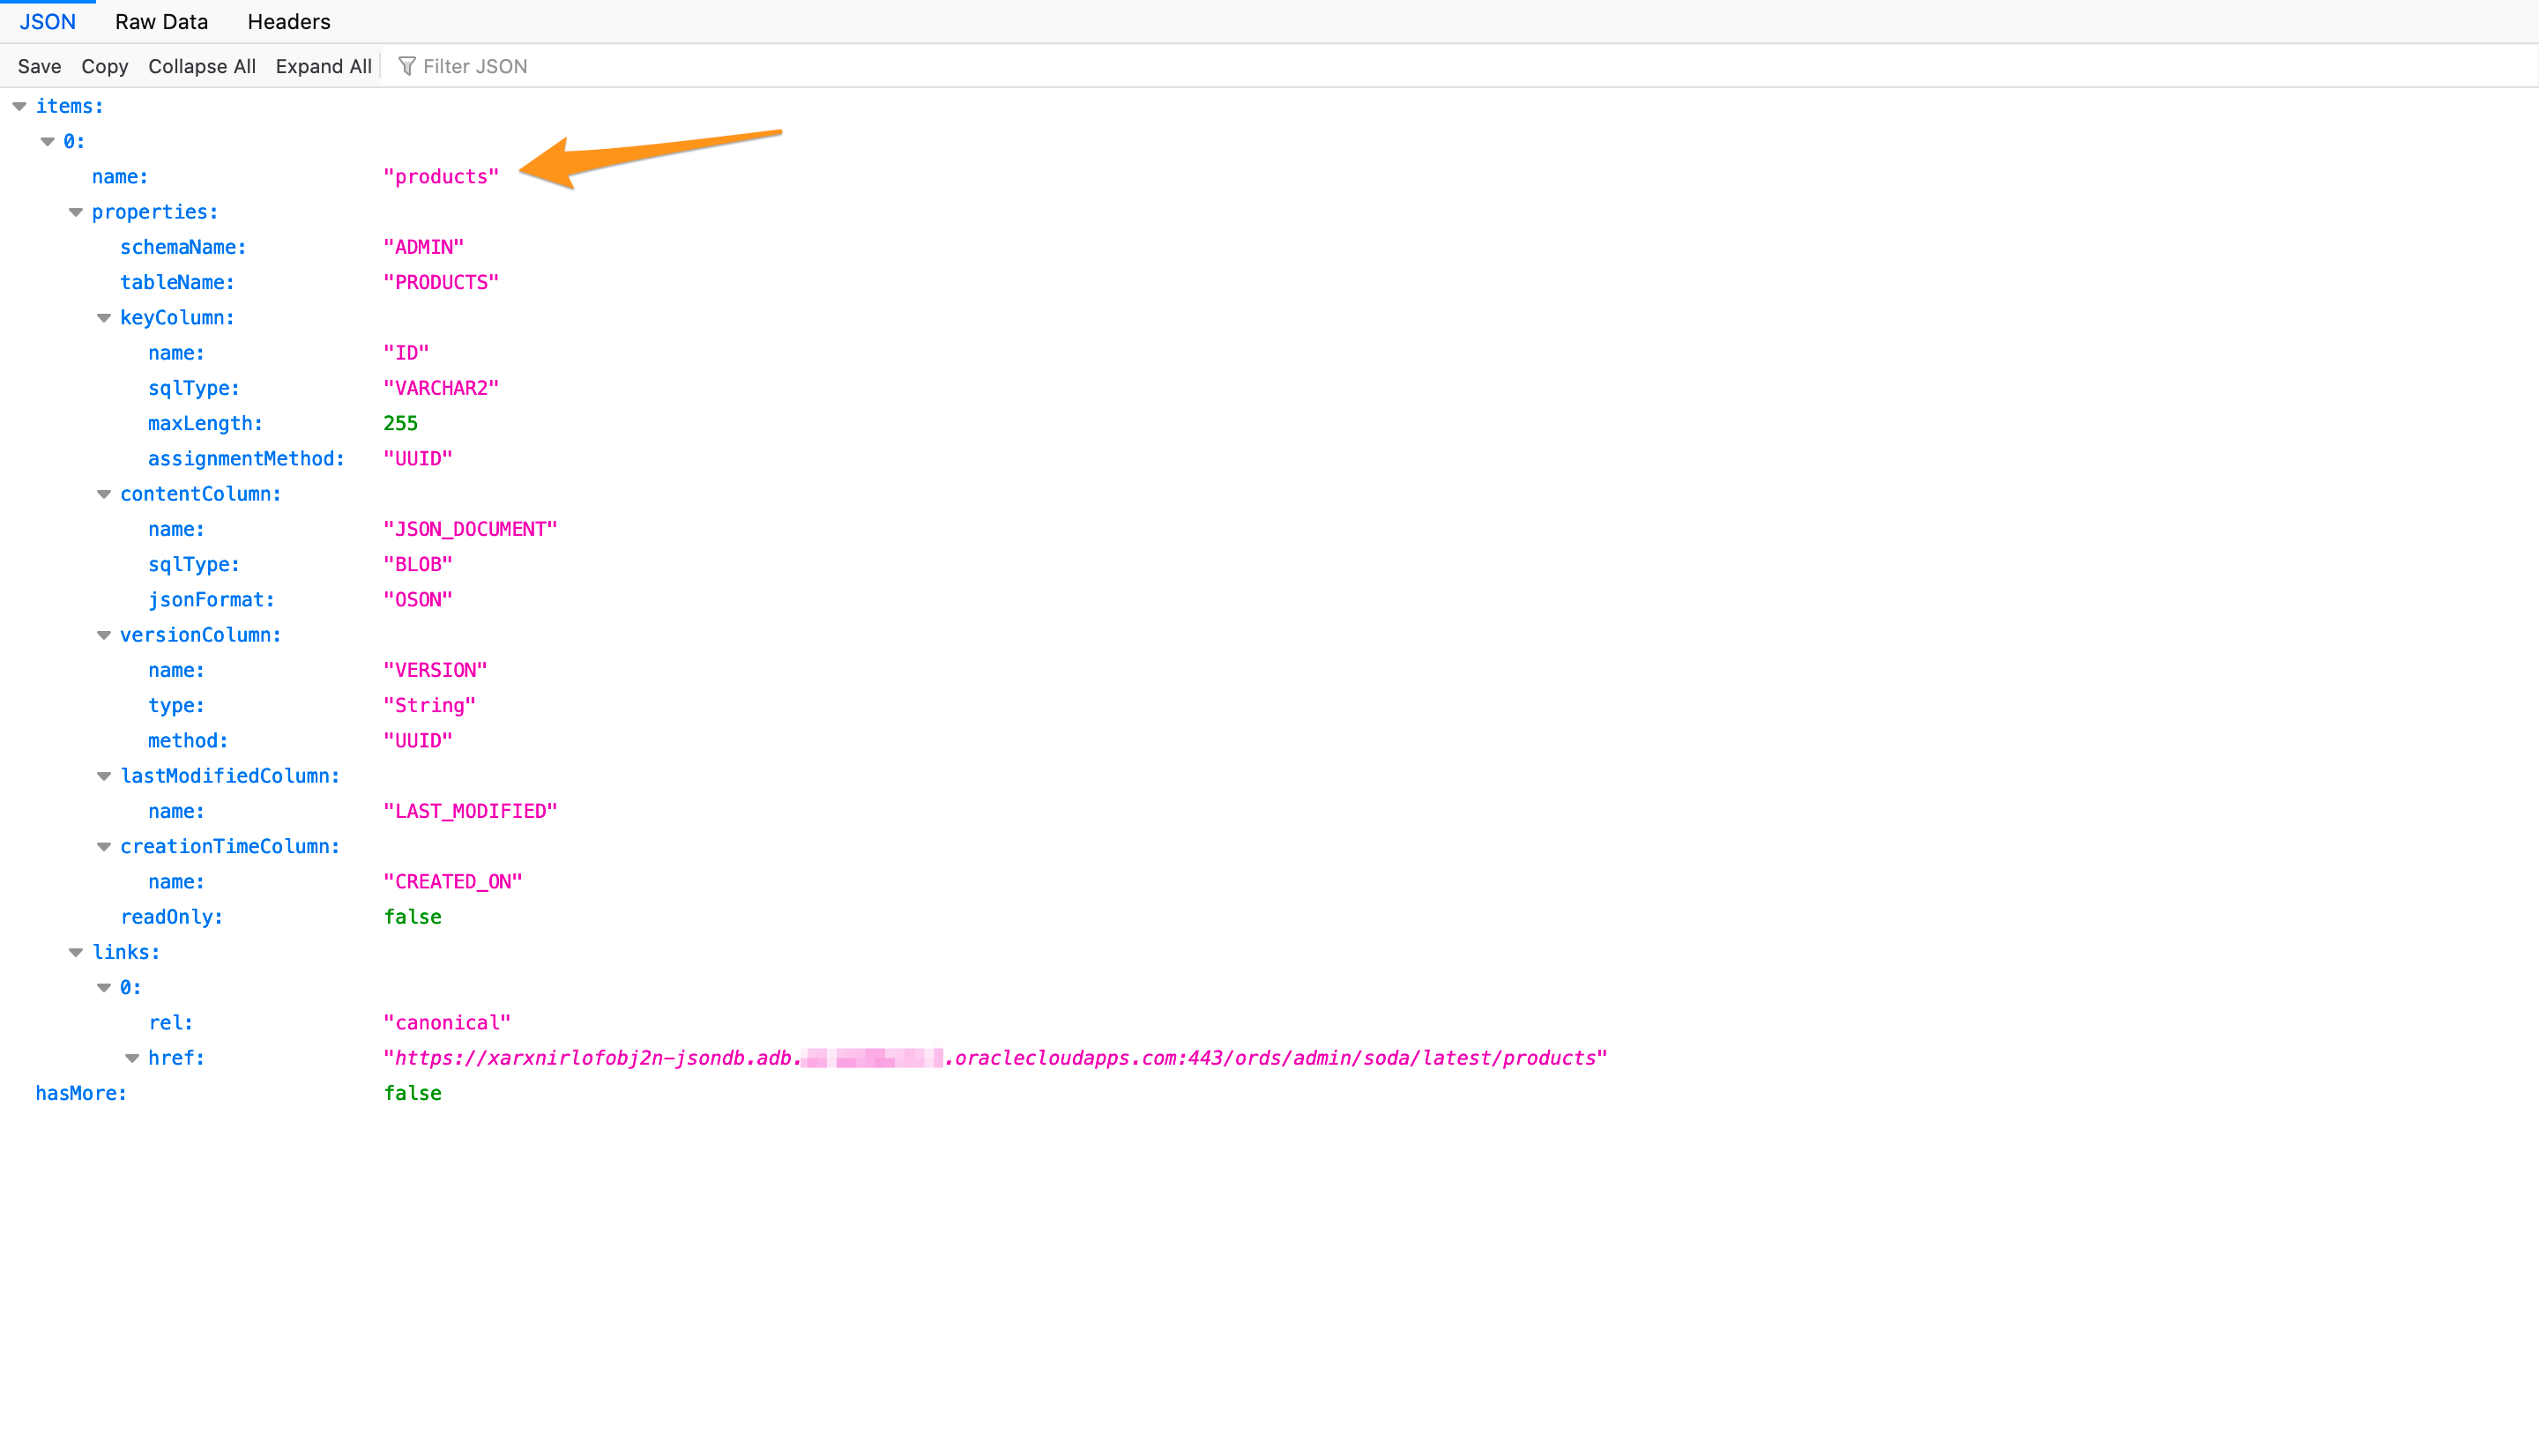 JSON Raw Data Headers
Save Copy Collapse All Expand All Filter JSON
items:
0:
name: "products"
properties:
schemaName: "ADMIN"
tableName: "PRODUCTS"
keyColumn:
name: "ID"
sqlType: "VARCHAR2"
maxLength: 255
assignmentMethod: "UUID"
contentColumn:
name: "JSON_DOCUMENT"
sqlType: "BLOB"
jsonFormat: "OSON"
versionColumn:
name: "VERSION"
type: "String"
method: "UUID"
lastModifiedColumn:
name: "LAST_MODIFIED"
creationTimeColumn:
name: "CREATED_ON"
readOnly: false
links:
0:
rel: "canonical"
href: "https://xarxnirlofobj2n-jsondb.adb. .oraclecloudapps.com:443/ords/admin/soda/latest/products"
hasMore: false